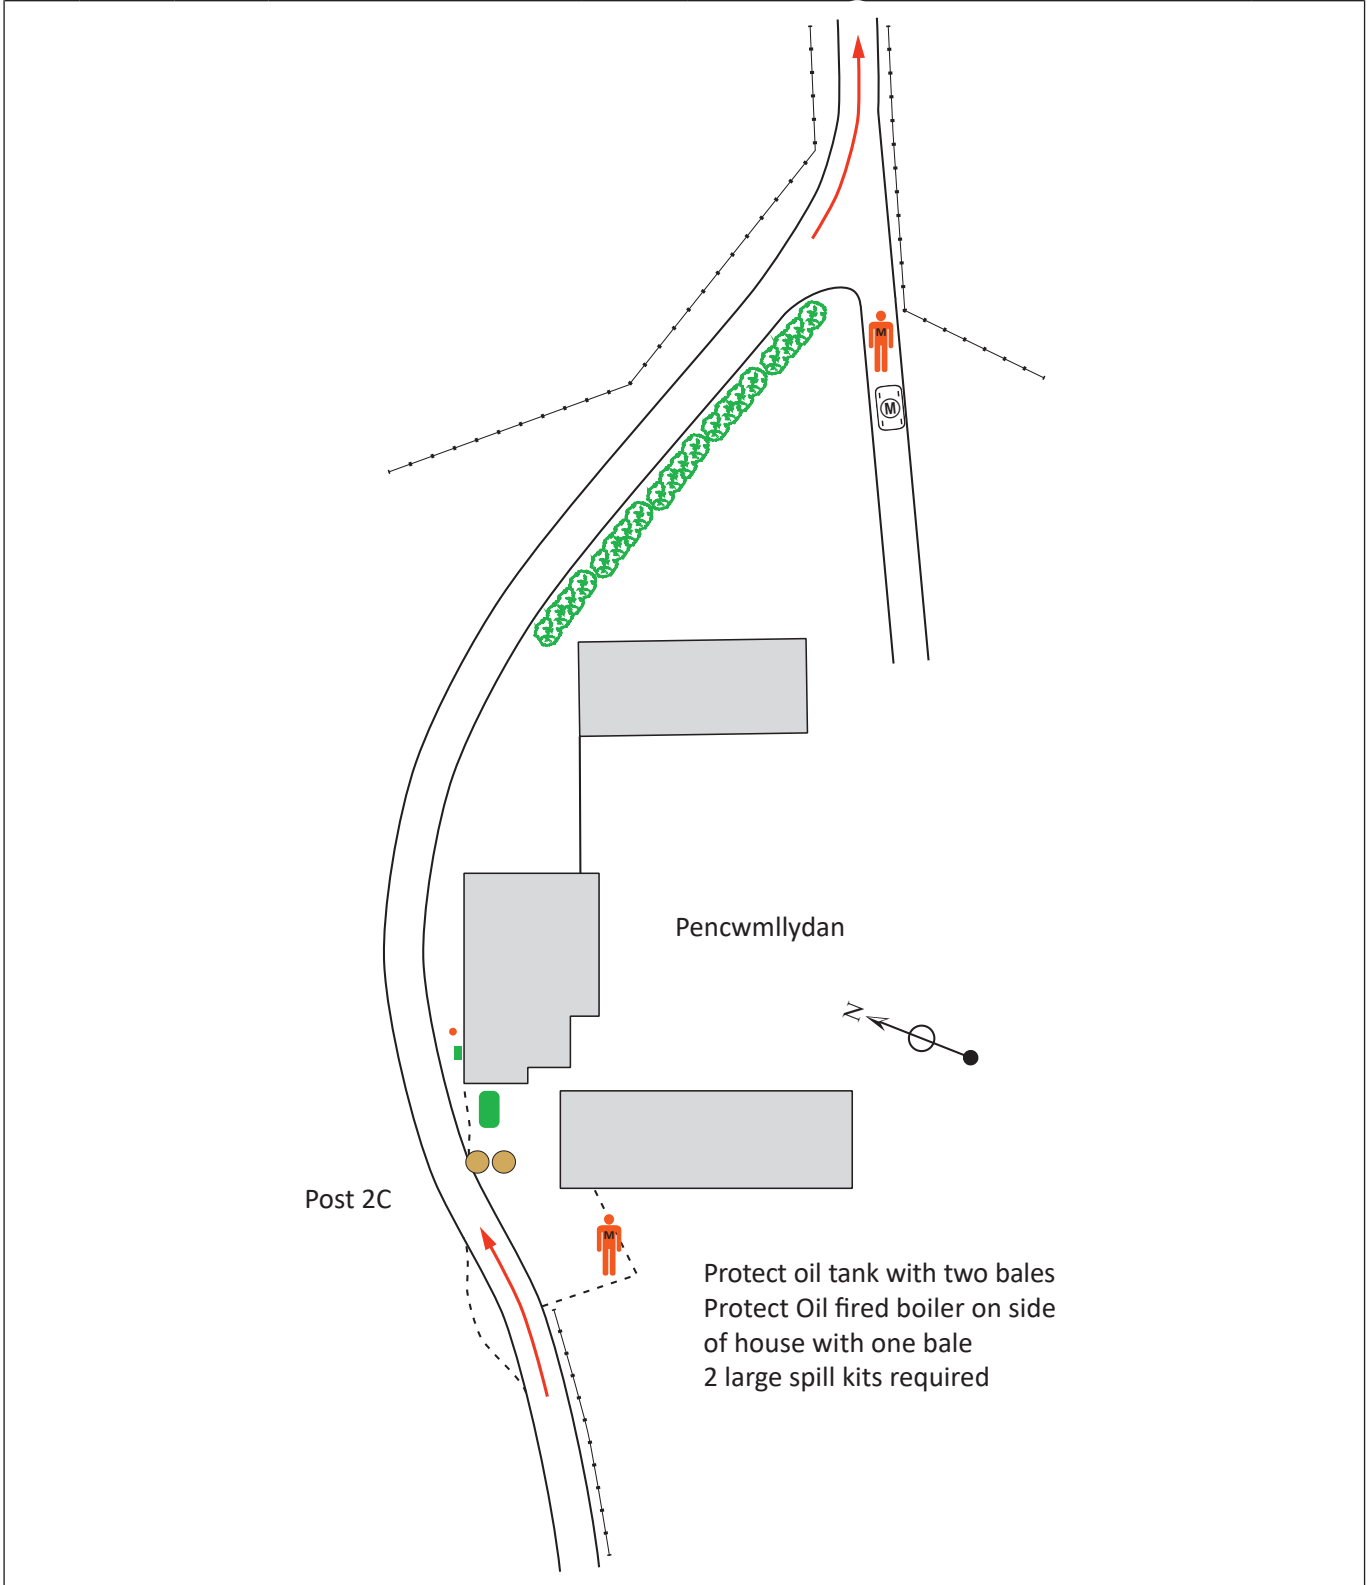 M
M
Pencwmllydan
N
Post 2C
M
Protect oil tank with two bales
Protect Oil fired boiler on side
of house with one bale
2 large spill kits required